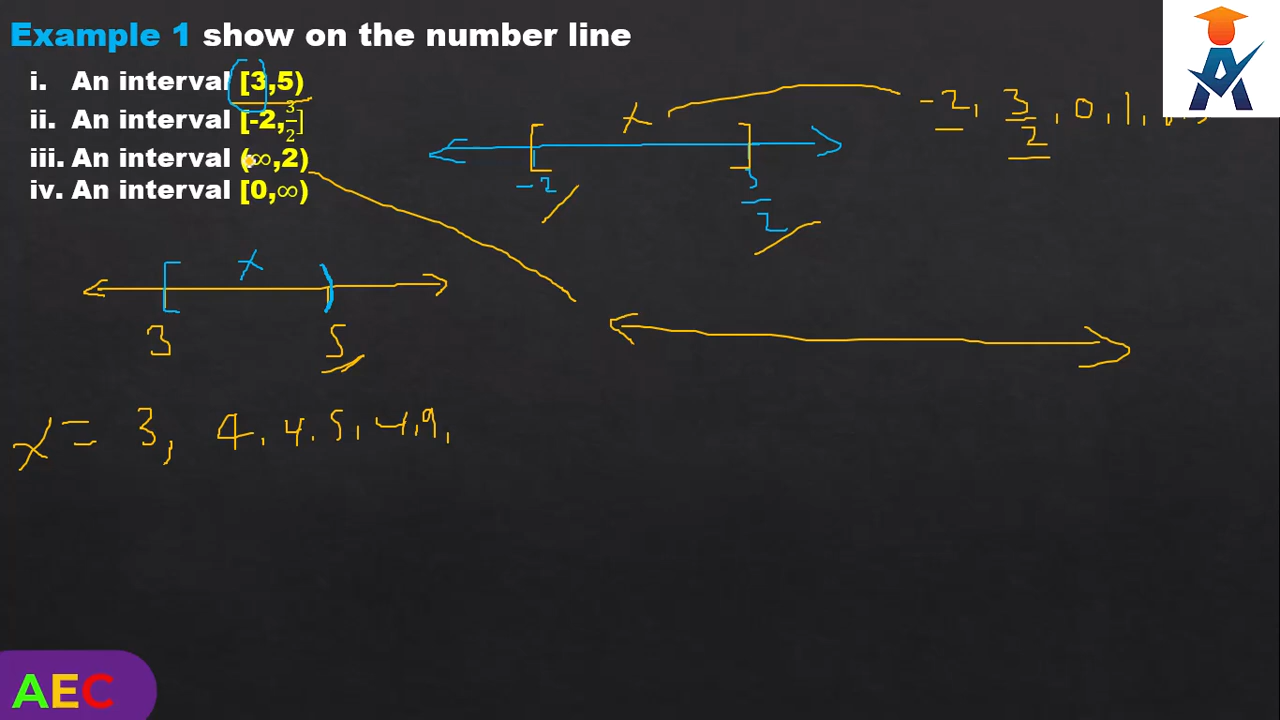 Example 1 show on the number line
i. An interval [3,5)
ii. An interval [-2,3/2]
iii. An interval (∞,2)
iv. An interval [0,∞)
x
-2
3/2
-2, 3/2, 0, 1,
x
3
5
x = 3, 4, 4.5, 4.9,
AEC